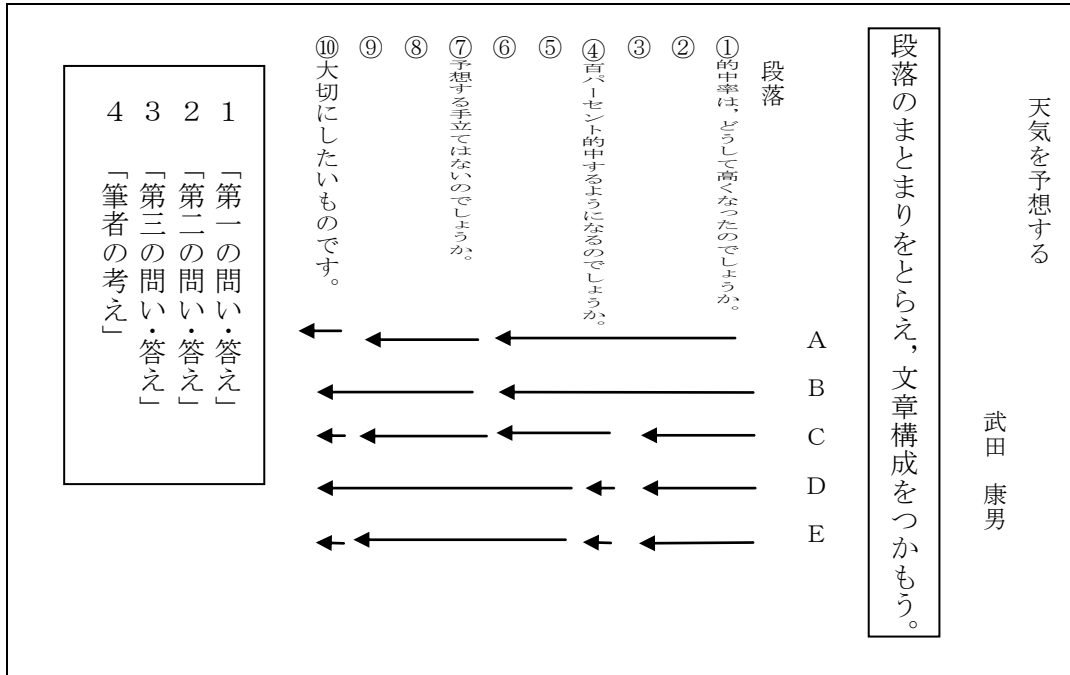 天気を予想する
武田　康男
段落のまとまりをとらえ，文章構成をつかもう。
段落
①的中率は，どうして高くなったのでしょうか。
②
③
④百パーセント的中するようになるのでしょうか。
⑤
⑥
⑦予想する手立てはないのでしょうか。
⑧
⑨
⑩大切にしたいものです。
A
B
C
D
E
1　「第一の問い・答え」
2　「第二の問い・答え」
3　「第三の問い・答え」
4　「筆者の考え」